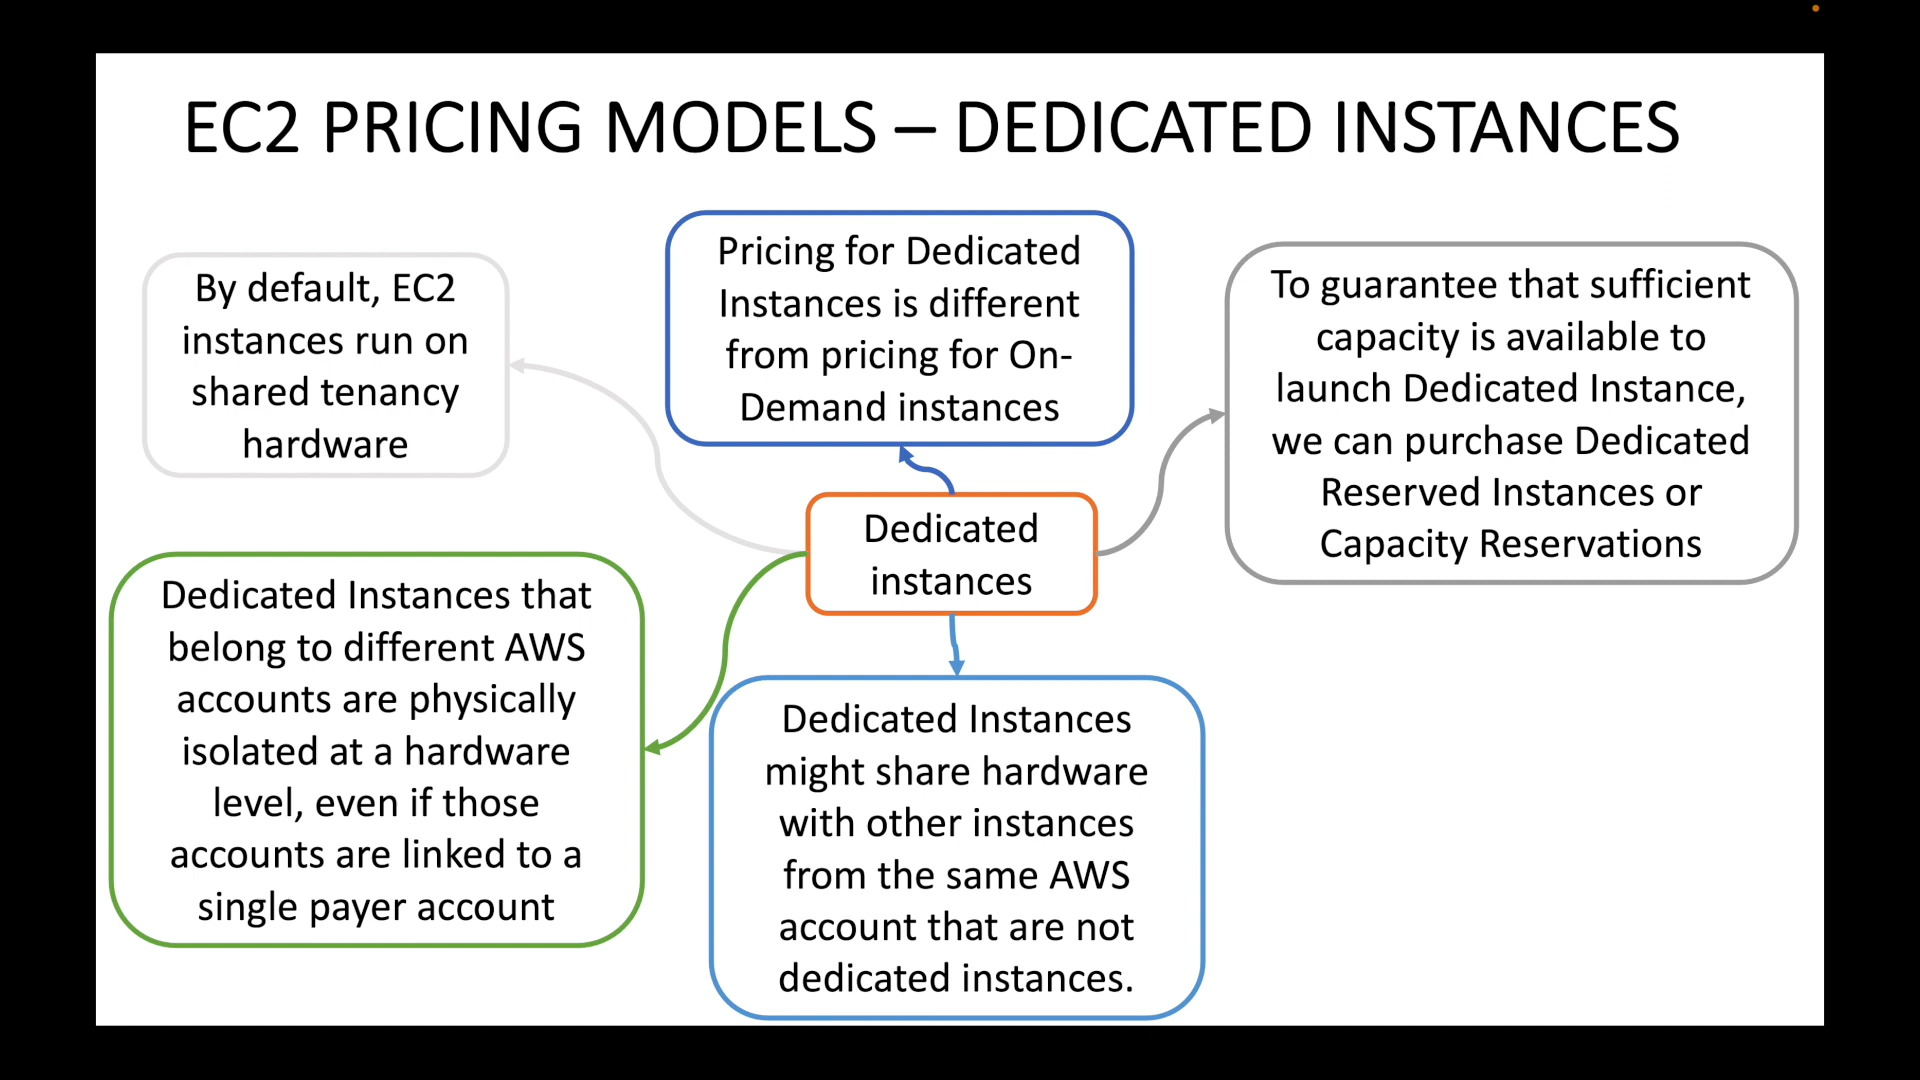 EC2 PRICING MODELS – DEDICATED INSTANCES
By default, EC2
instances run on
shared tenancy
hardware
Pricing for Dedicated
Instances is different
from pricing for On-
Demand instances
To guarantee that sufficient
capacity is available to
launch Dedicated Instance,
we can purchase Dedicated
Reserved Instances or
Capacity Reservations
Dedicated
instances
Dedicated Instances that
belong to different AWS
accounts are physically
isolated at a hardware
level, even if those
accounts are linked to a
single payer account
Dedicated Instances
might share hardware
with other instances
from the same AWS
account that are not
dedicated instances.